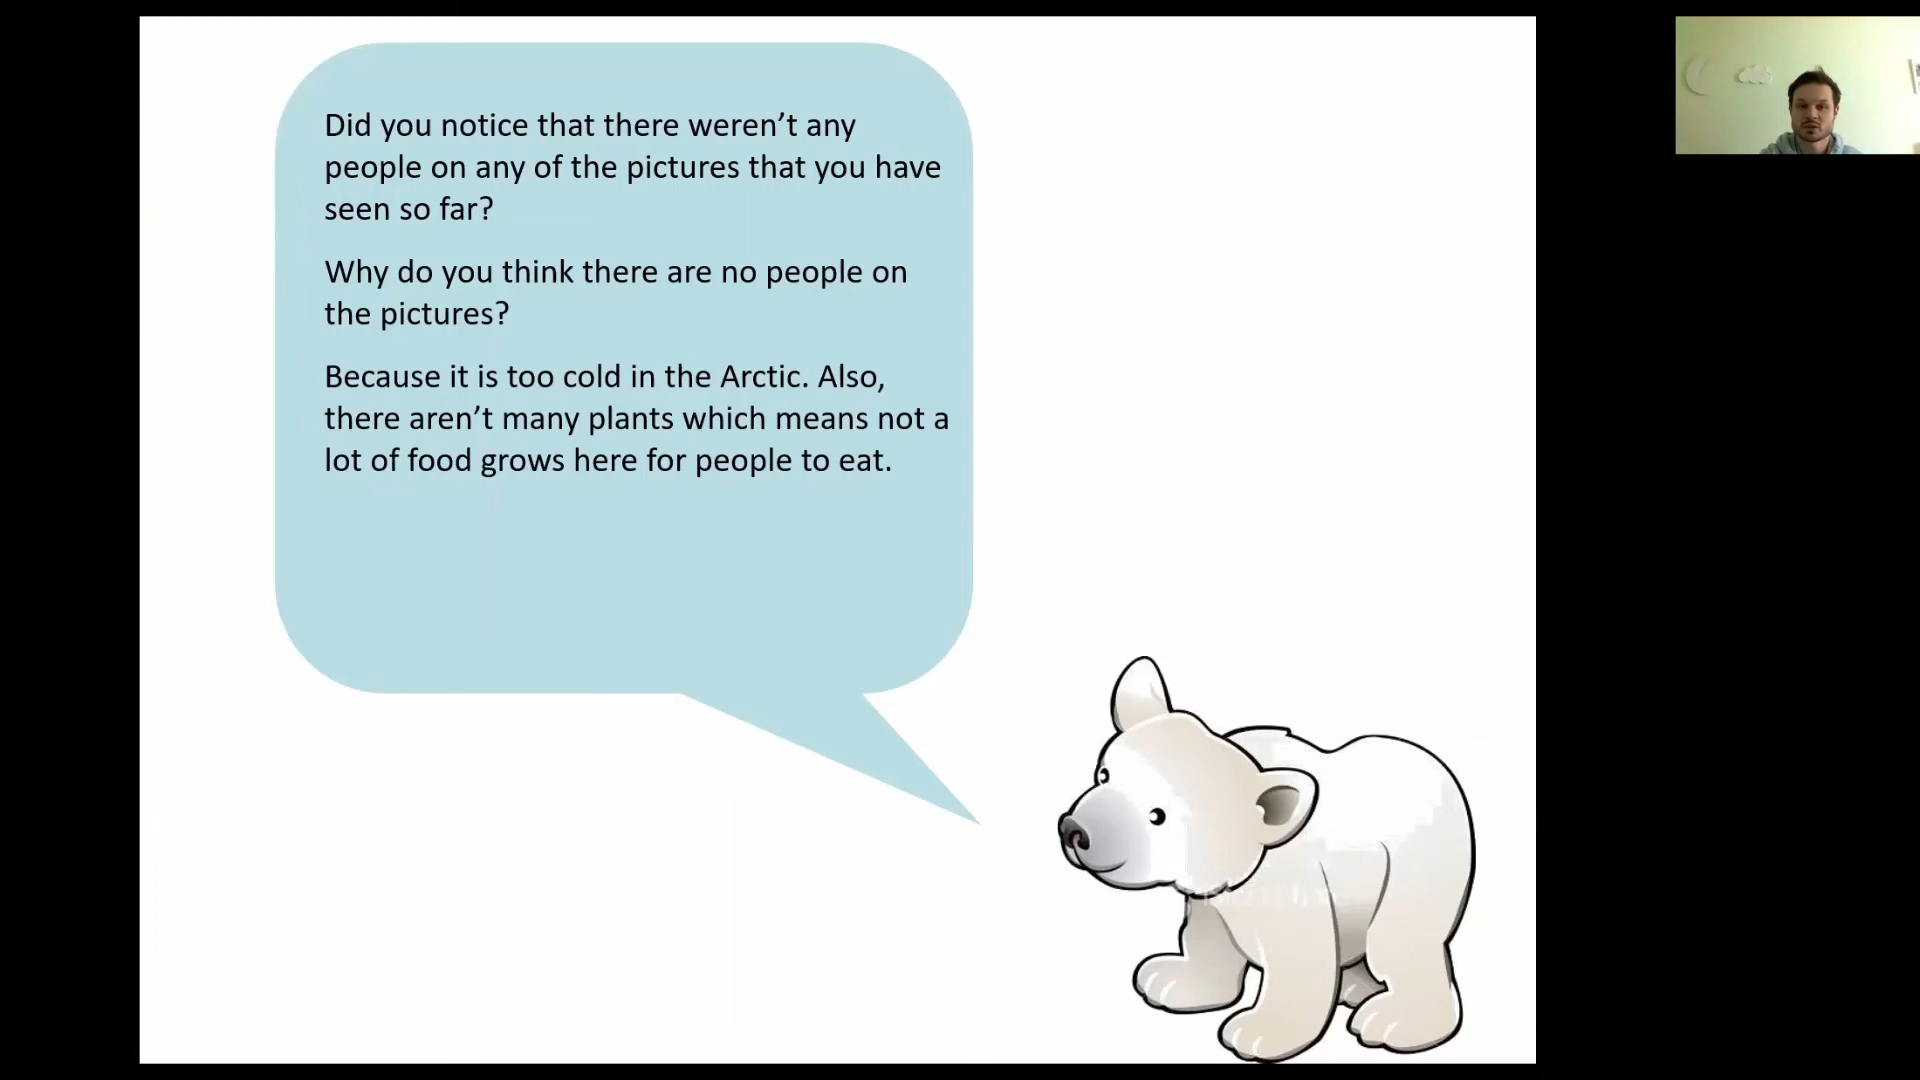 Did you notice that there weren’t any
people on any of the pictures that you have
seen so far?
Why do you think there are no people on
the pictures?
Because it is too cold in the Arctic. Also,
there aren’t many plants which means not a
lot of food grows here for people to eat.